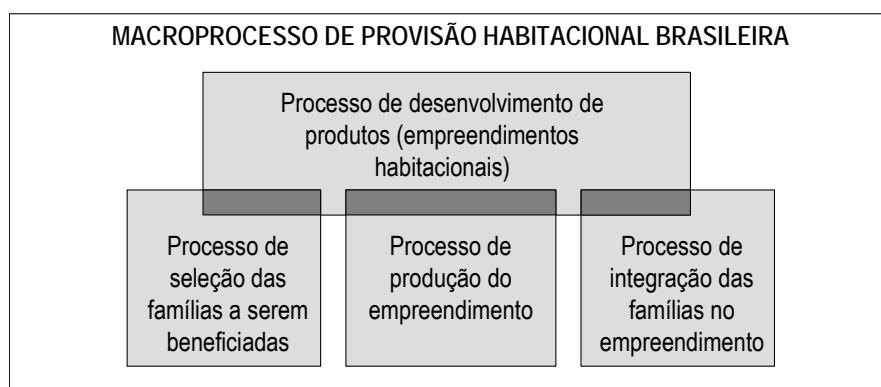 MACROPROCESSO DE PROVISÃO HABITACIONAL BRASILEIRA
Processo de desenvolvimento de
produtos (empreendimentos
habitacionais)
Processo de
seleção das
famílias a serem
beneficiadas
Processo de
produção do
empreendimento
Processo de
integração das
famílias no
empreendimento